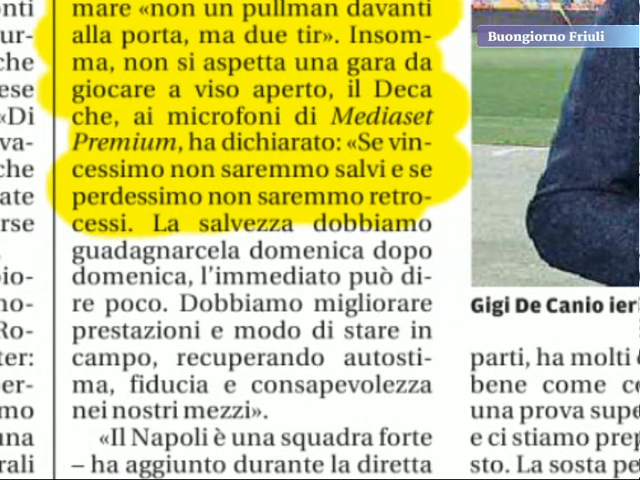 mare «non un pullman davanti
alla porta, ma due tir». Insom-
ma, non si aspetta una gara da
giocare a viso aperto, il Deca
che, ai microfoni di Mediaset
Premium, ha dichiarato: «Se vin-
cessimo non saremmo salvi e se
perdessimo non saremmo retro-
cessi. La salvezza dobbiamo
guadagnarcela domenica dopo
domenica, l'immediato può di-
re poco. Dobbiamo migliorare
prestazioni e modo di stare in
campo, recuperando autosti-
ma, fiducia e consapevolezza
nei nostri mezzi».
«Il Napoli è una squadra forte
– ha aggiunto durante la diretta
Buongiorno Friuli
Gigi De Canio ier
parti, ha molti
bene come
una prova
e ci stiamo
sto. La sosta